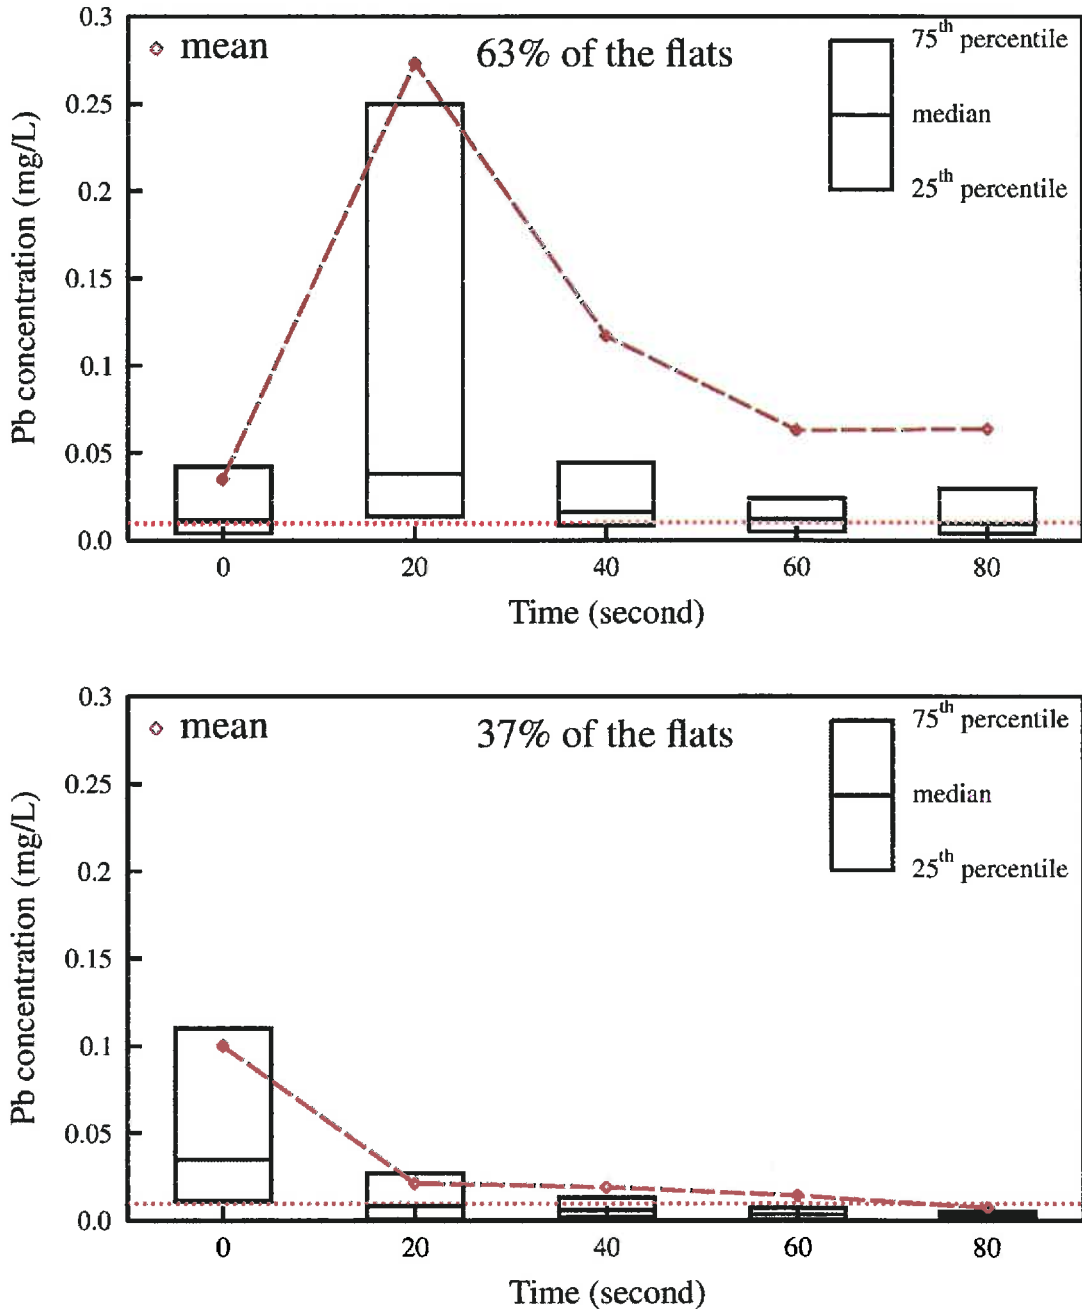 0.3
mean
63% of the flats
75th percentile
median
25th percentile
0.25
0.2
0.15
0.1
0.05
0.0
Pb concentration (mg/L)
0 20 40 60 80
Time (second)
0.3
mean
37% of the flats
75th percentile
median
25th percentile
0.25
0.2
0.15
0.1
0.05
0.0
Pb concentration (mg/L)
0 20 40 60 80
Time (second)